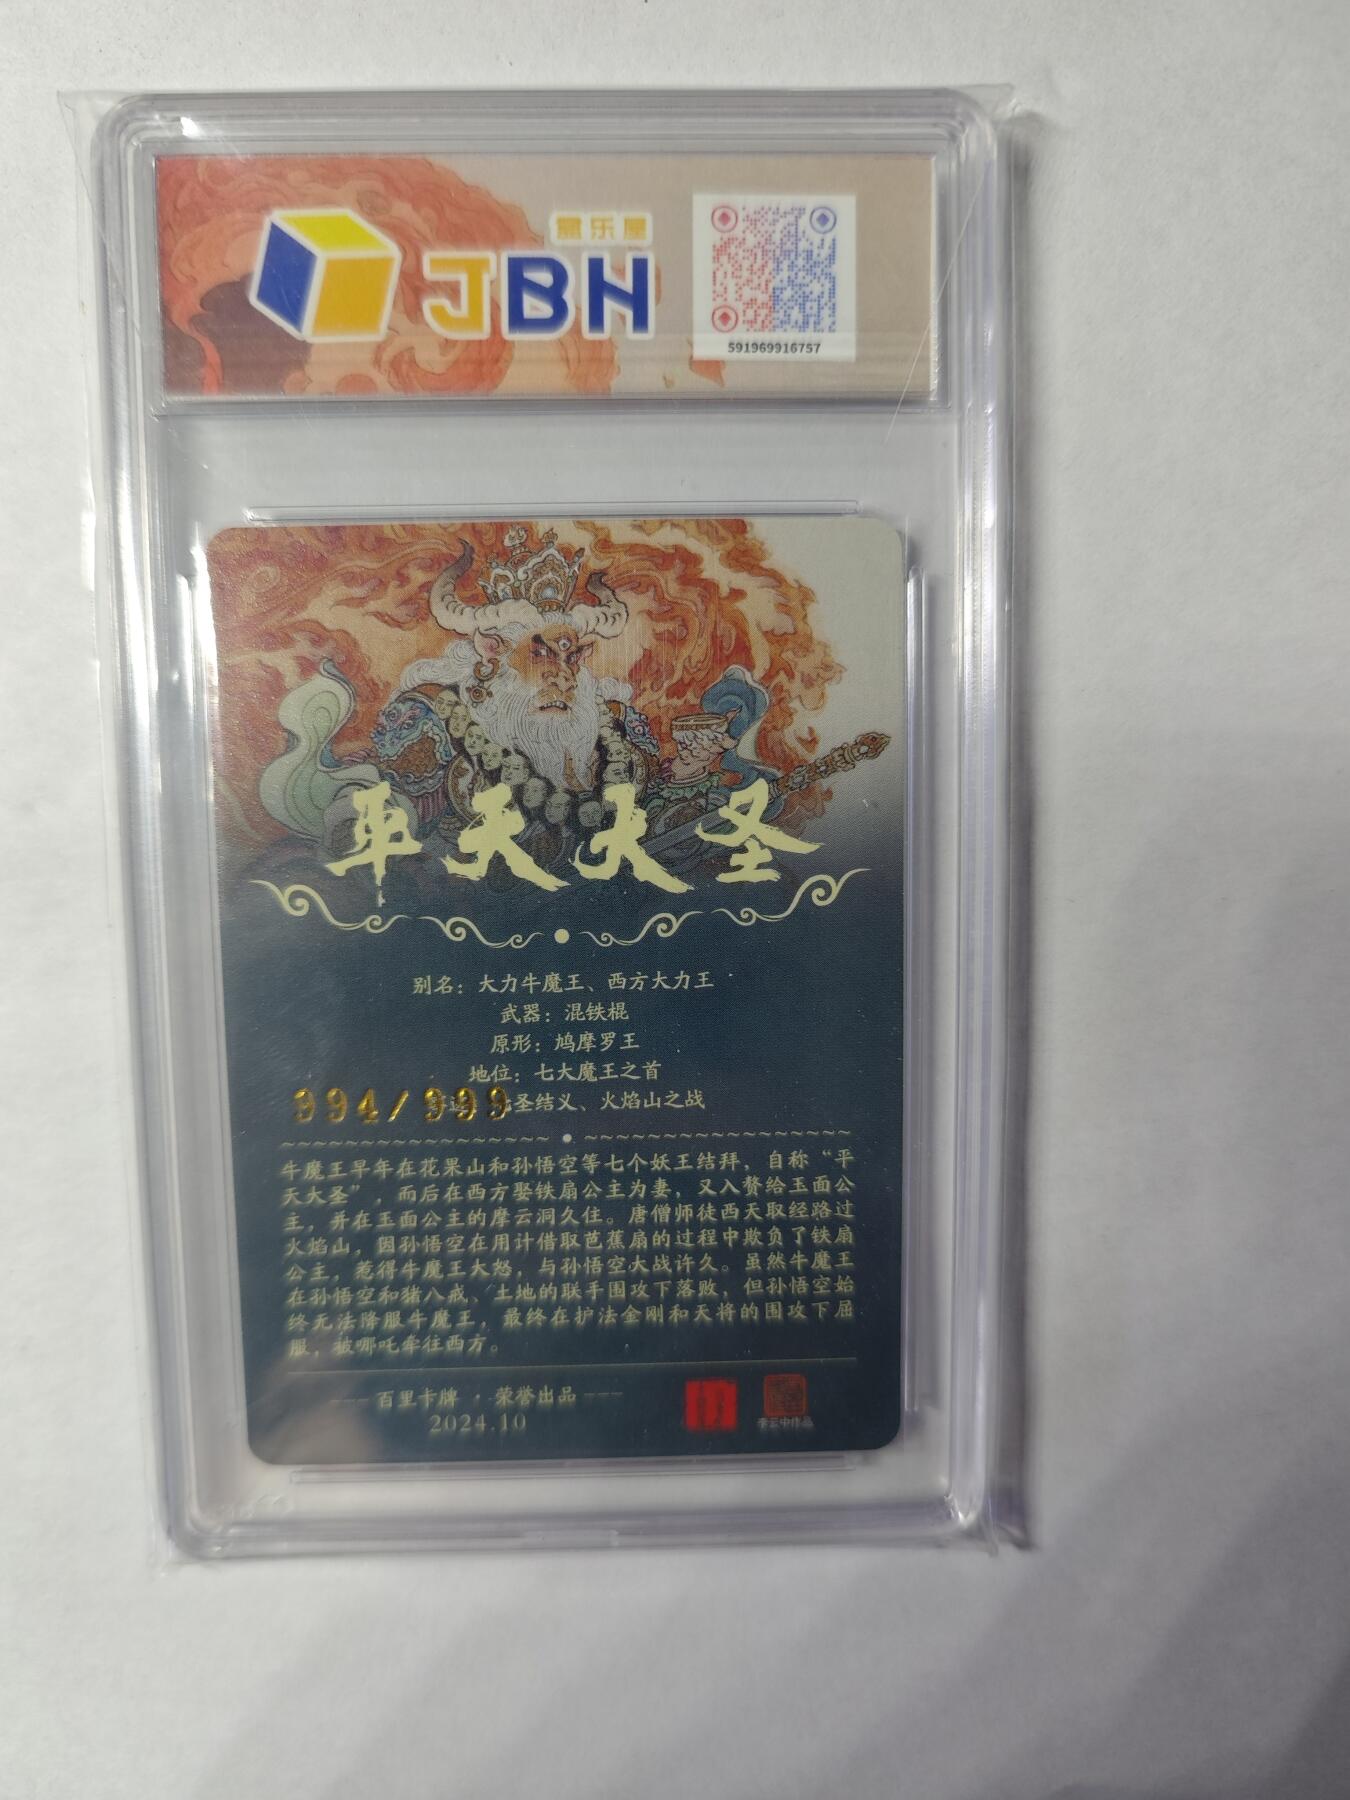 盒乐屋
JBH
591969916757
平天大圣
别名：大力牛魔王、西方大力王
武器：混铁棍
原形：鸠摩罗王
地位：七大魔王之首
圣结义、火焰山之战
994/999
牛魔王早年在花果山和孙悟空等七个妖王结拜，自称“平
天大圣”，而后在西方娶铁扇公主为妻，又入赘给玉面公
主，并在玉面公主的摩云洞久住。唐僧师徒西天取经路过
火焰山，因孙悟空在用计借取芭蕉扇的过程中欺负了铁扇
公主，惹得牛魔王大怒，与孙悟空大战许久。虽然牛魔王
在孙悟空和猪八戒、土地的联手围攻下落败，但孙悟空始
终无法降服牛魔王，最终在护法金刚和天将的围攻下屈
服，被哪吒牵往西方。
---百里卡牌 · 荣誉出品---
2024.10
李云中作品